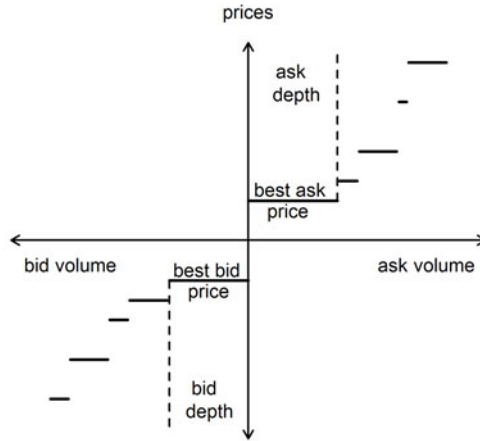 prices
ask
depth
best ask
price
bid volume
best bid
ask volume
price
bid
depth